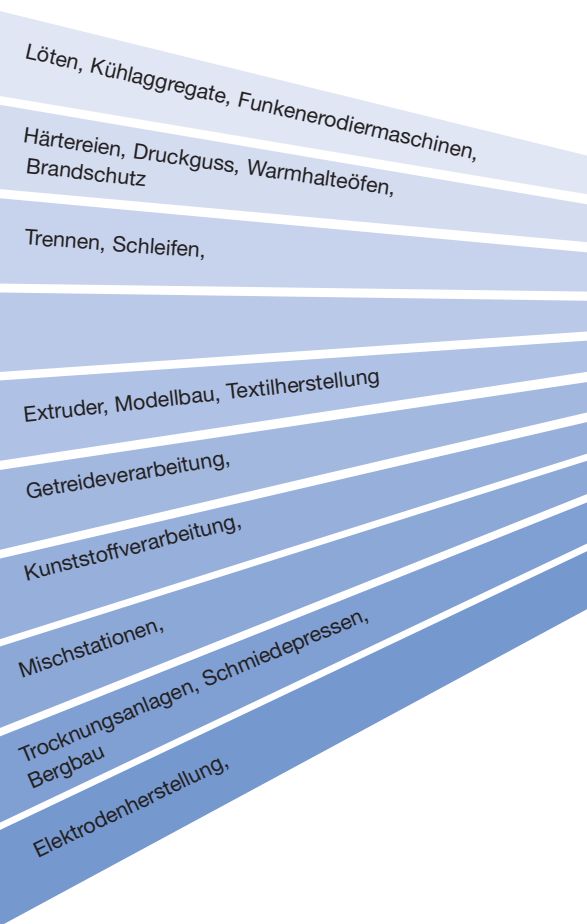 Löten, Kühlaggregate, Funkenerodiermaschinen,
Härtereien, Druckguss, Warmhalteöfen,
Brandschutz
Trennen, Schleifen,
Extruder, Modellbau, Textilherstellung
Getreideverarbeitung,
Kunststoffverarbeitung,
Mischstationen,
Trocknungsanlagen, Schmiedepressen,
Bergbau
Elektrodenherstellung,